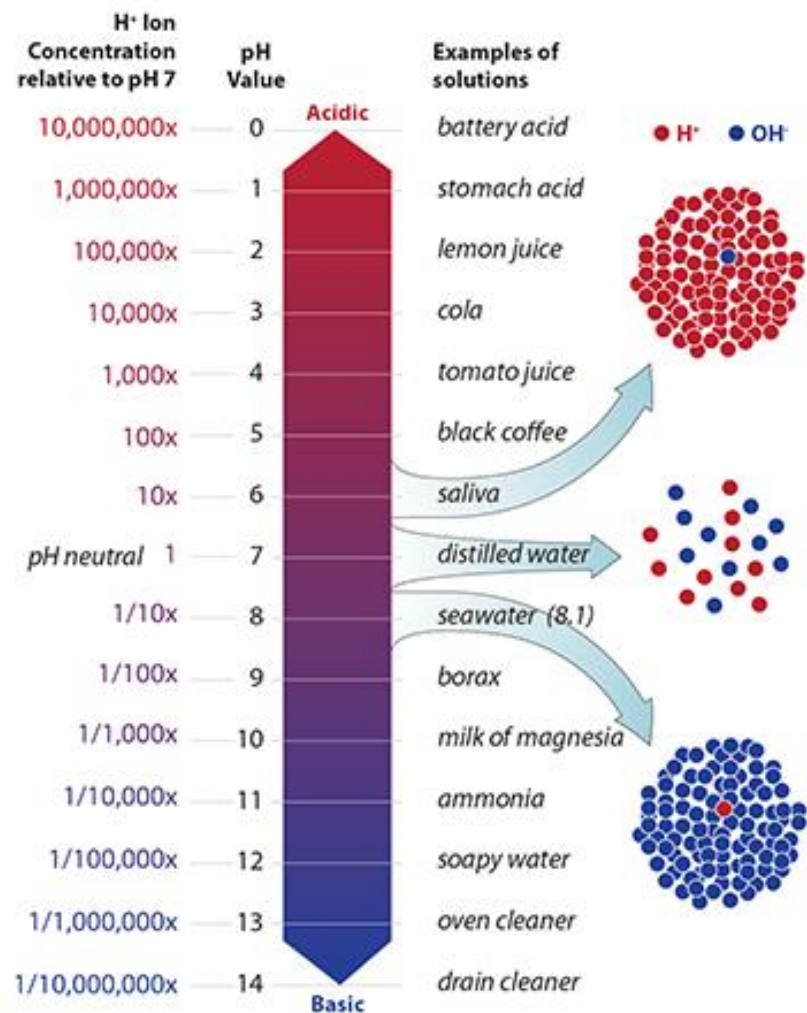 H⁺ Ion
Concentration
relative to pH 7
pH
Value
Examples of
solutions
Acidic
H⁺ OH⁻
10,000,000x 0 battery acid
1,000,000x 1 stomach acid
100,000x 2 lemon juice
10,000x 3 cola
1,000x 4 tomato juice
100x 5 black coffee
10x 6 saliva
pH neutral 1 7 distilled water
1/10x 8 seawater (8,1)
1/100x 9 borax
1/1,000x 10 milk of magnesia
1/10,000x 11 ammonia
1/100,000x 12 soapy water
1/1,000,000x 13 oven cleaner
1/10,000,000x 14 drain cleaner
Basic